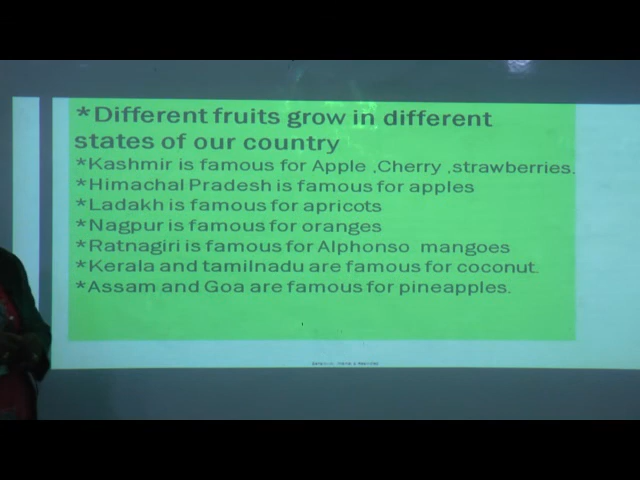 *Different fruits grow in different
states of our country
*Kashmir is famous for Apple ,Cherry ,strawberries.
*Himachal Pradesh is famous for apples
*Ladakh is famous for apricots
*Nagpur is famous for oranges
*Ratnagiri is famous for Alphonso mangoes
*Kerala and tamilnadu are famous for coconut.
*Assam and Goa are famous for pineapples.